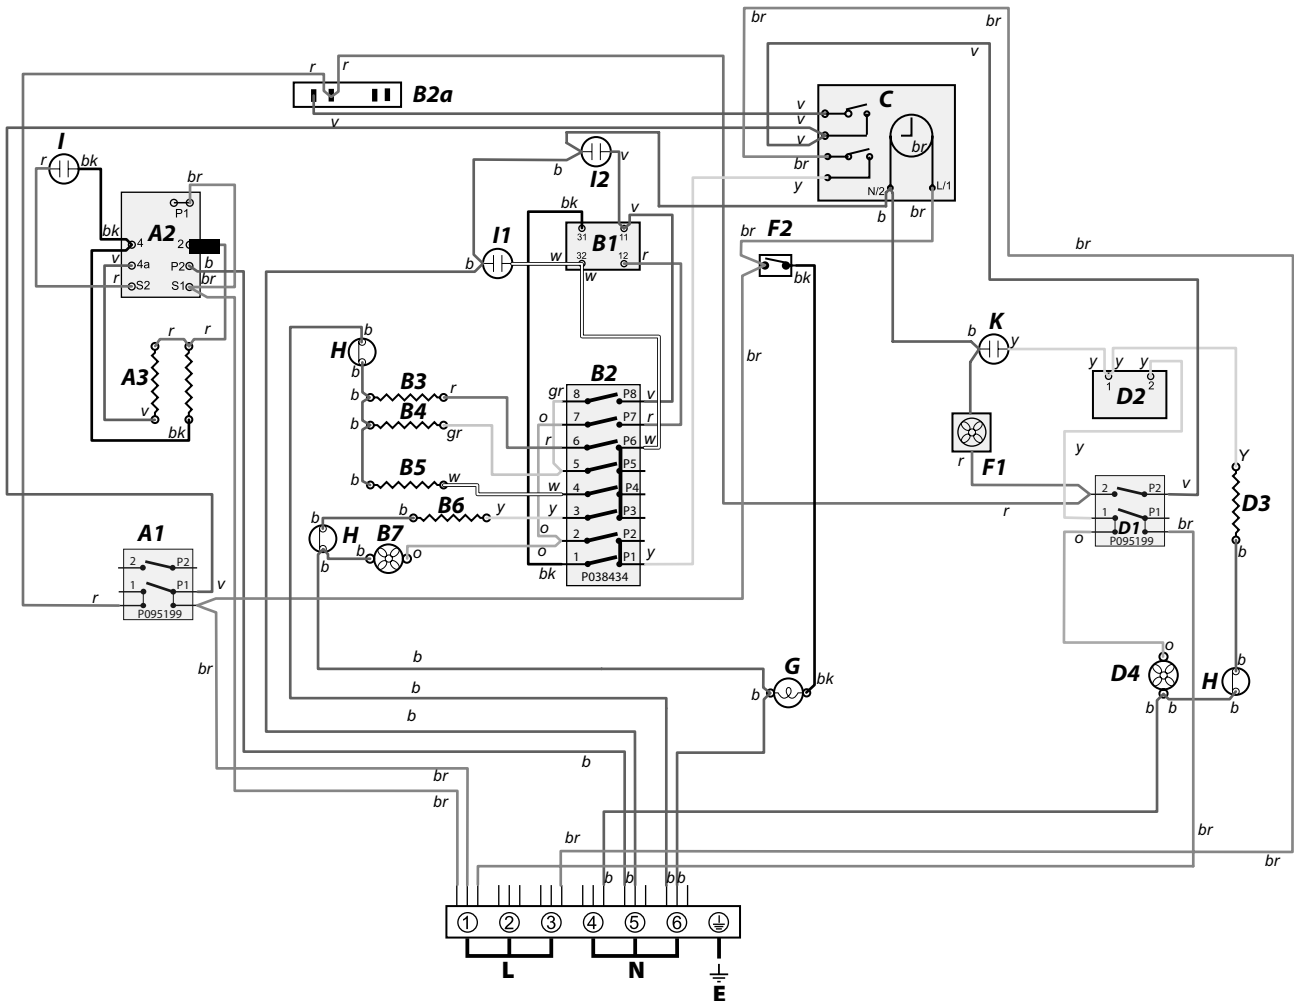 br
br
r
r
v
B2a
C
v
v
v
v
br
br
y
N/2
L/1
b
br
I
r
bk
br
P1
A2
bk
4
2
b
v
4a
P2
r
S2
S1
br
b
I2
v
bk
v
31
11
B1
I1
b
w
32
12
r
w
br
F2
bk
br
br
r
r
A3
v
bk
H
b
b
b
B3
r
b
B4
gr
b
B5
w
B6
b
y
H
B7
b
b
o
B2
gr
8
P8
v
o
7
P7
r
r
6
P6
w
5
P5
w
4
P4
y
3
P3
o
2
P2
o
1
P1
y
bk
P038434
K
b
y
y
y
y
1
2
D2
F1
r
y
Y
D3
b
r
2
P2
v
1
P1
D1
br
o
P095199
A1
2
P2
1
P1
v
r
P095199
br
b
b
b
b
G
b
bk
o
D4
b
b
H
b
b
br
br
br
br
br
b
b
b
b
1
2
3
4
5
6
L
N
E